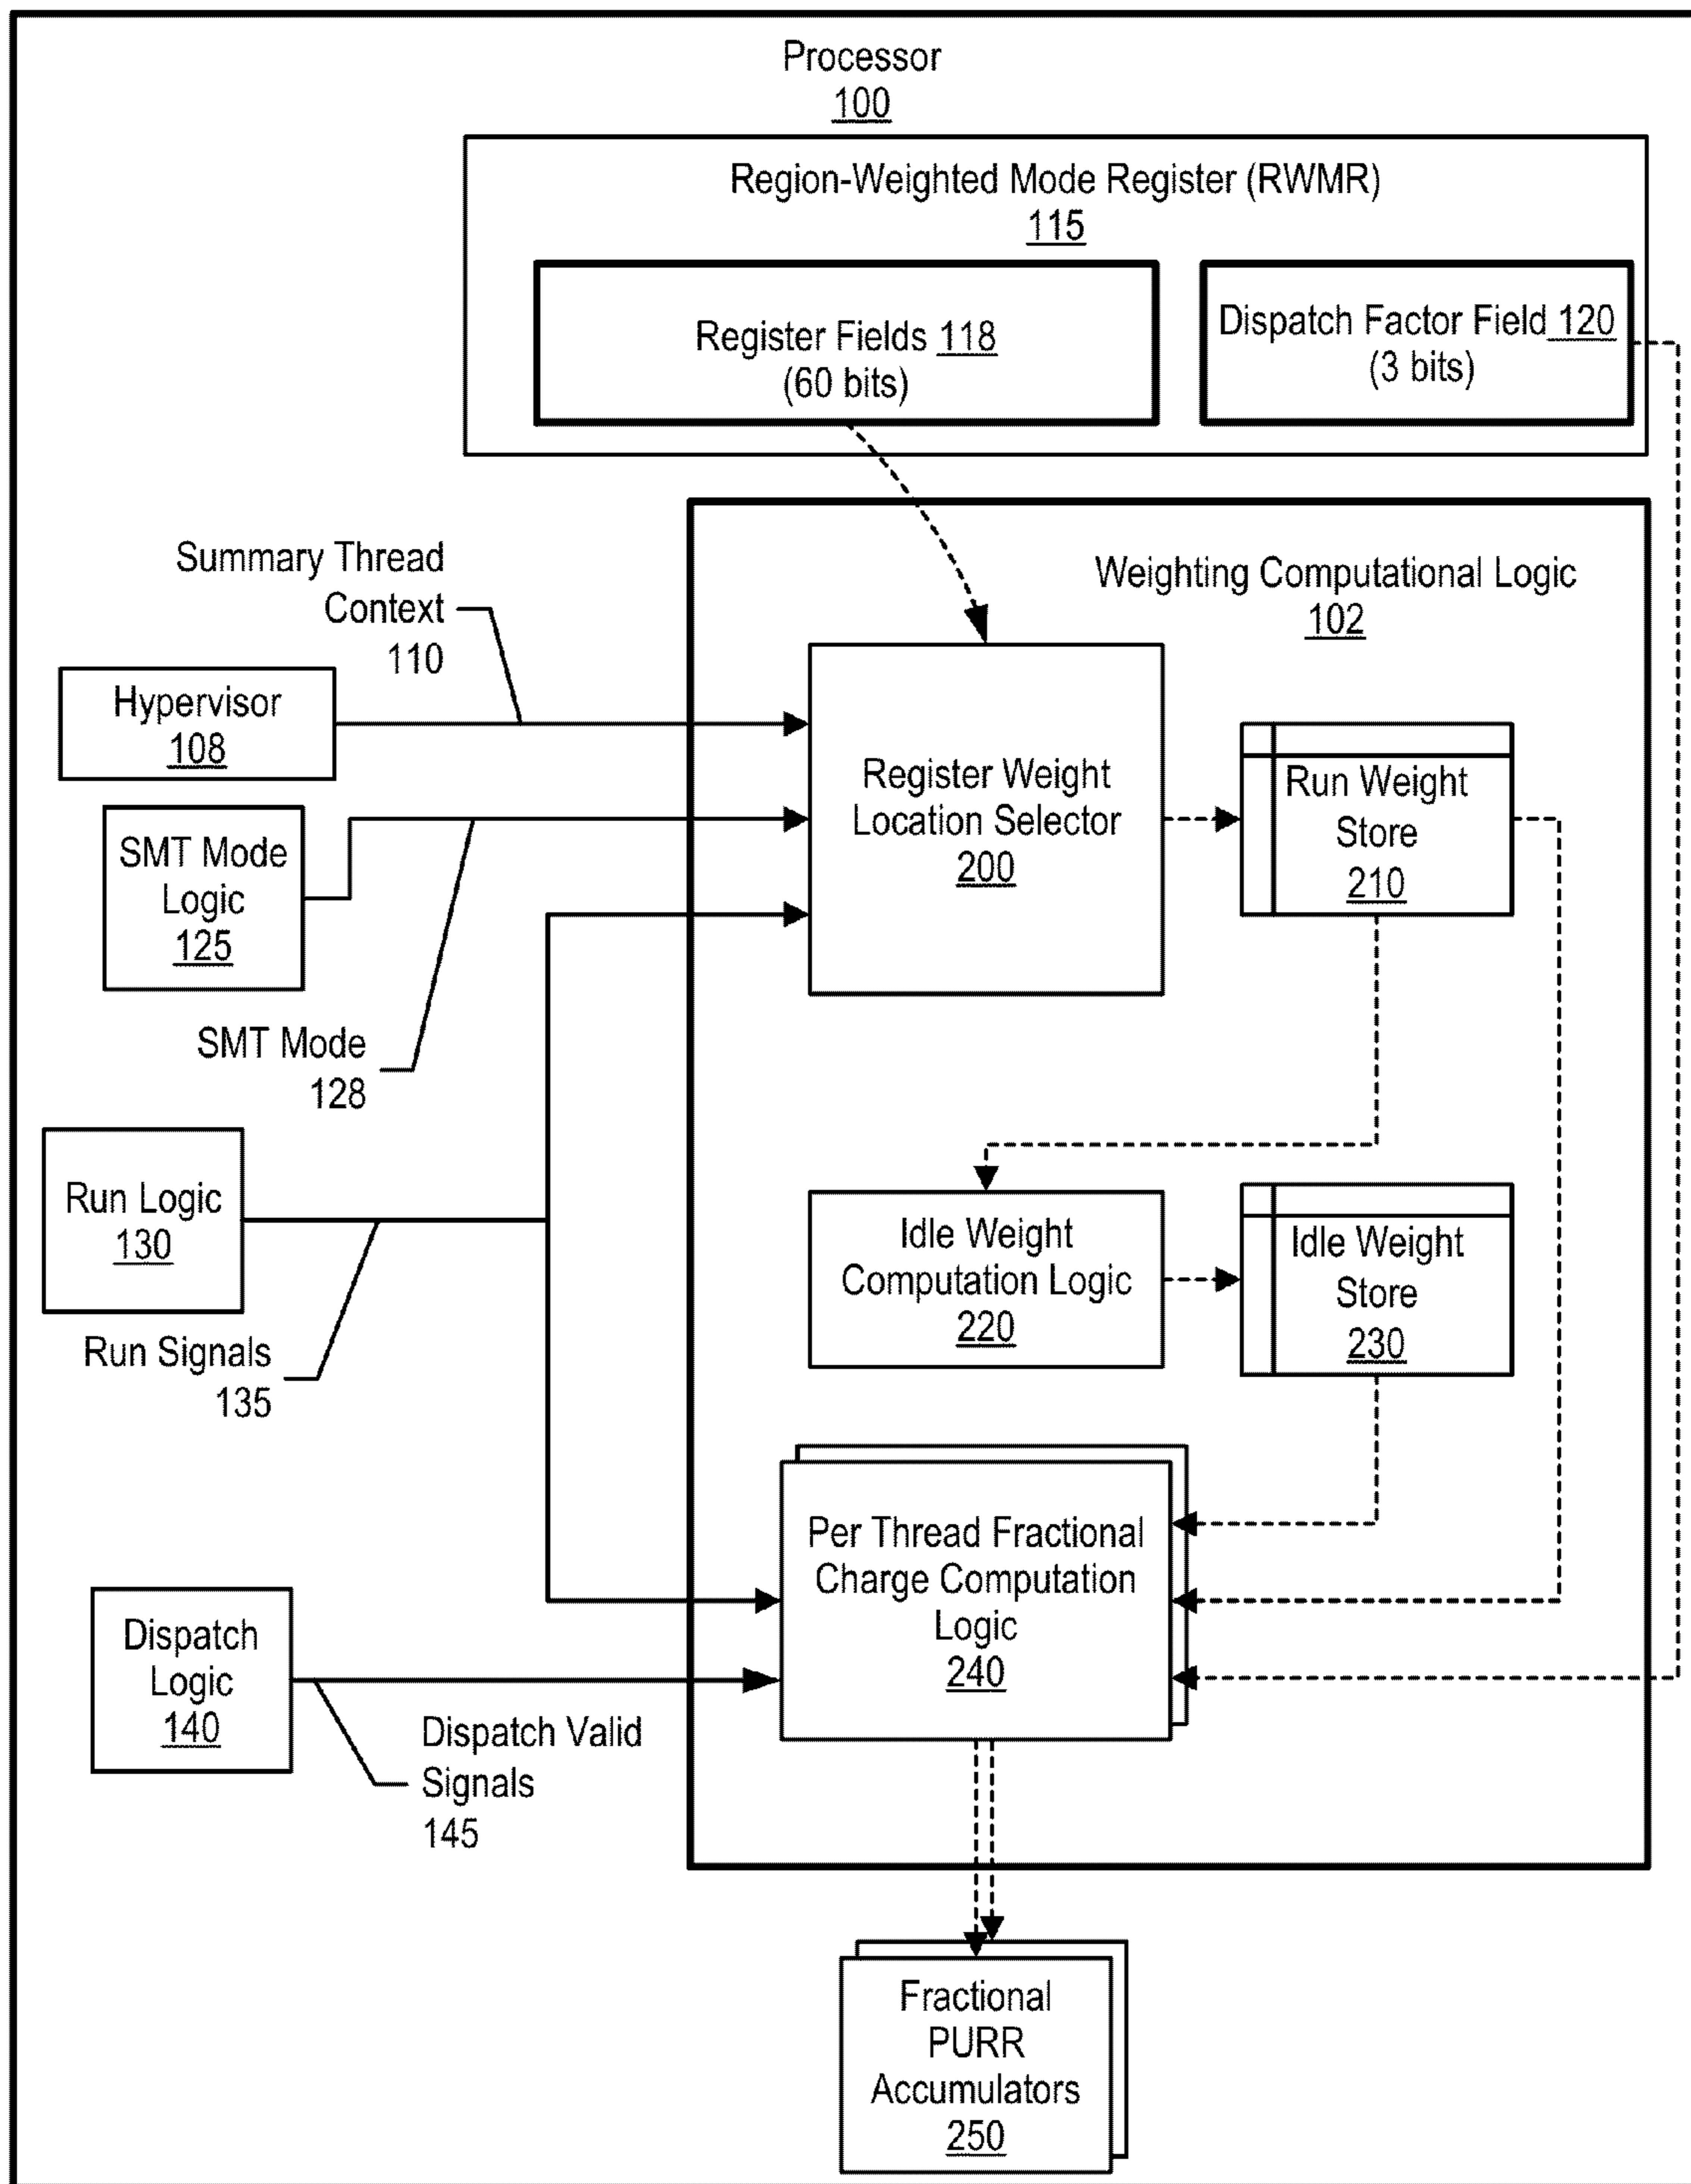 Processor
100
Region-Weighted Mode Register (RWMR)
115
Register Fields 118
(60 bits)
Dispatch Factor Field 120
(3 bits)
Summary Thread
Context
110
Weighting Computational Logic
102
Hypervisor
108
SMT Mode
Logic
125
Register Weight
Location Selector
200
Run Weight
Store
210
SMT Mode
128
Run Logic
130
Idle Weight
Computation Logic
220
Idle Weight
Store
230
Run Signals
135
Per Thread Fractional
Charge Computation
Logic
240
Dispatch
Logic
140
Dispatch Valid
Signals
145
Fractional
PURR
Accumulators
250